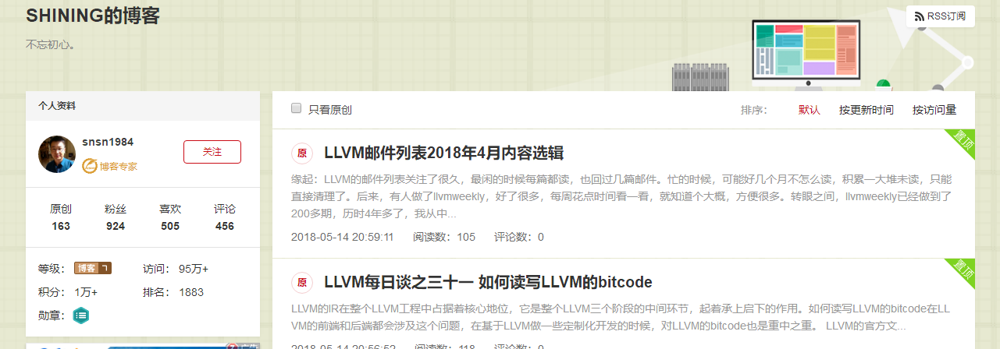 SHINING的博客
RSS订阅
不忘初心。
个人资料
snsn1984
关注
博客专家
原创 粉丝 喜欢 评论
163 924 505 456
等级： 博客 7 访问： 95万+
积分： 1万+ 排名： 1883
勋章：
只看原创 排序： 默认 按更新时间 按访问量
置顶
原 LLVM邮件列表2018年4月内容选辑
缘起：LLVM的邮件列表关注了很久，最闲的时候每篇都读，也回过几篇邮件。忙的时候，可能好几个月不怎么读，积累一大堆未读，只能
直接清理了。后来，有人做了llvmweekly，好了很多，每周花点时间看一看，就知道个大概，方便很多。转眼之间，llvmweekly已经做到了
200多期，历时4年多了，我从中...
2018-05-14 20:59:11 阅读数：105 评论数：0
置顶
原 LLVM每日谈之三十一 如何读写LLVM的bitcode
LLVM的IR在整个LLVM工程中占据着核心地位，它是整个LLVM三个阶段的中间环节，起着承上启下的作用。如何读写LLVM的bitcode在LL
VM的前端和后端都会涉及这个问题，在基于LLVM做一些定制化开发的时候，对LLVM的bitcode也是重中之重。 LLVM的官方文...
2018-05-14 20:56:52 阅读数：118 评论数：0